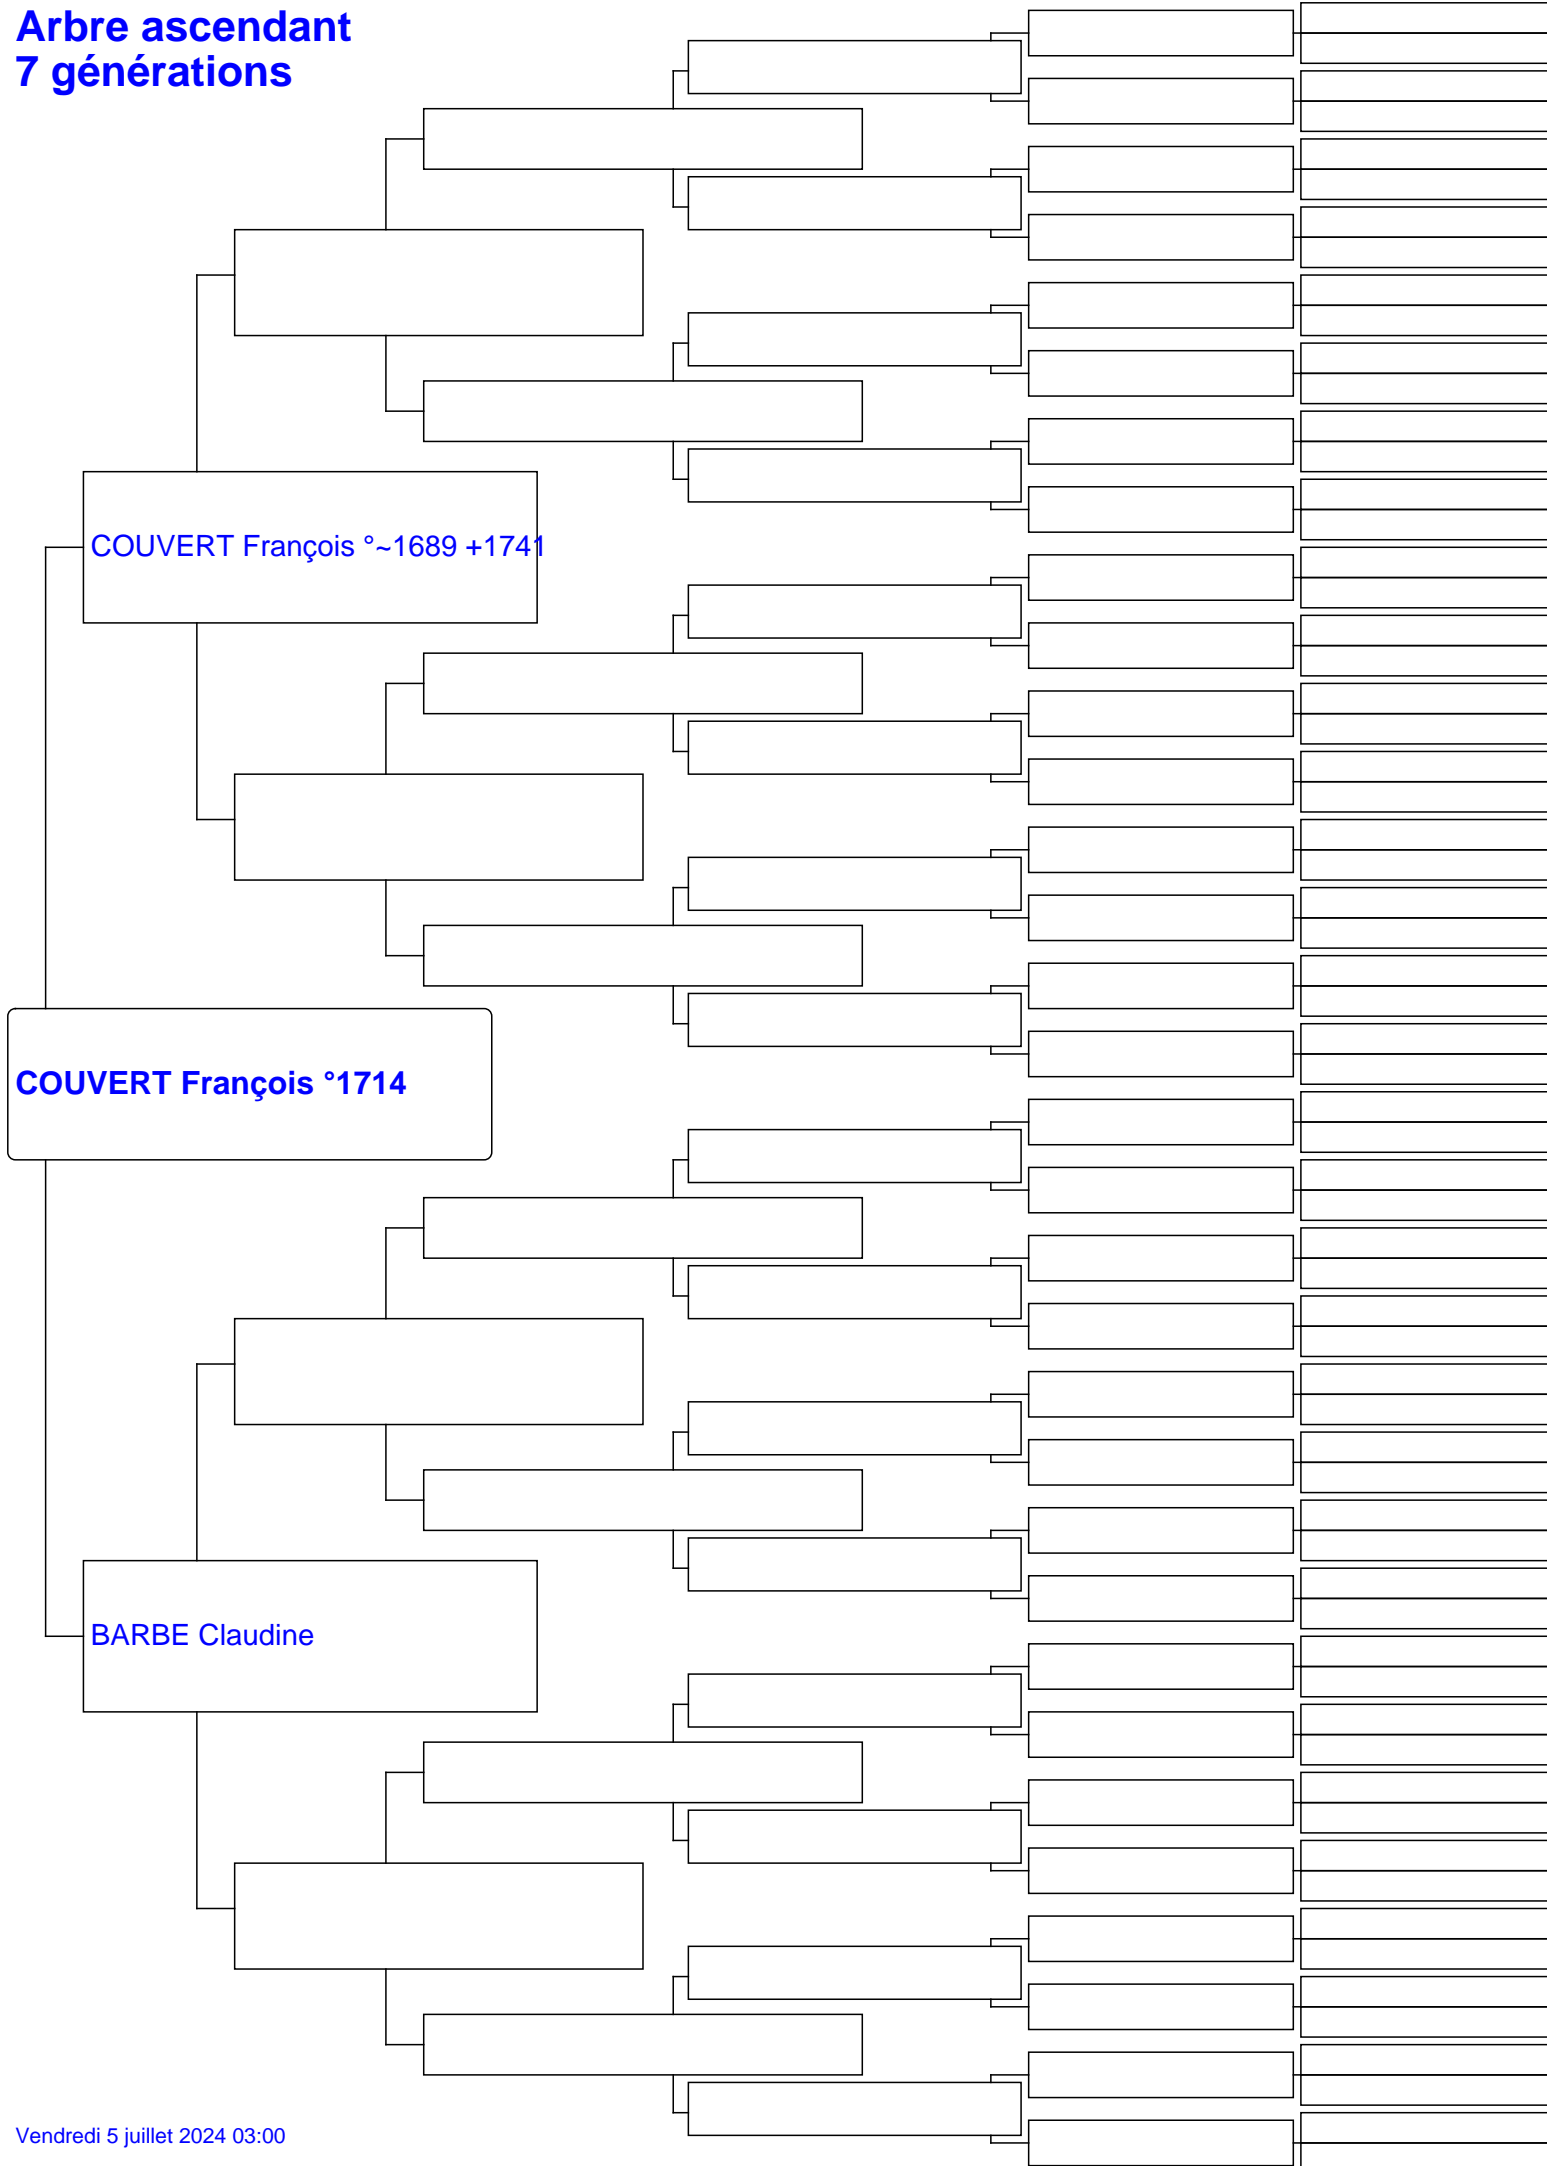 Arbre ascendant
7 générations
COUVERT François °~1689 +1741
COUVERT François °1714
BARBE Claudine
Vendredi 5 juillet 2024 03:00